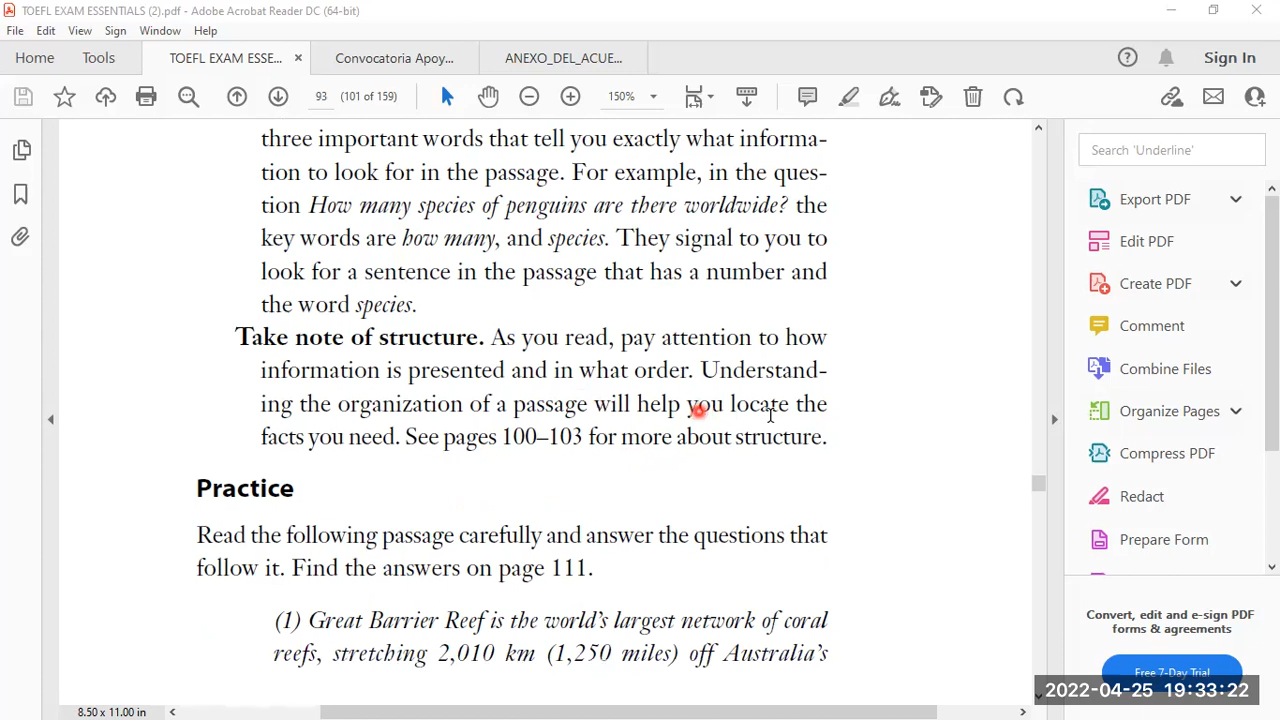 TOEFL EXAM ESSENTIALS (2).pdf - Adobe Acrobat Reader DC (64-bit)
File Edit View Sign Window Help
Home Tools TOEFL EXAM ESSE... × Convocatoria Apoy... ANEXO_DEL_ACUE... Sign In
93 (101 of 159) 150%
three important words that tell you exactly what informa-
tion to look for in the passage. For example, in the ques-
tion How many species of penguins are there worldwide? the
key words are how many, and species. They signal to you to
look for a sentence in the passage that has a number and
the word species.
Take note of structure. As you read, pay attention to how
information is presented and in what order. Understand-
ing the organization of a passage will help you locate the
facts you need. See pages 100–103 for more about structure.
Practice
Read the following passage carefully and answer the questions that
follow it. Find the answers on page 111.
(1) Great Barrier Reef is the world's largest network of coral
reefs, stretching 2,010 km (1,250 miles) off Australia's
8.50 x 11.00 in
Search 'Underline'
Export PDF
Edit PDF
Create PDF
Comment
Combine Files
Organize Pages
Compress PDF
Redact
Prepare Form
Convert, edit and e-sign PDF
forms & agreements
Free 7-Day Trial
2022-04-25 19:33:22